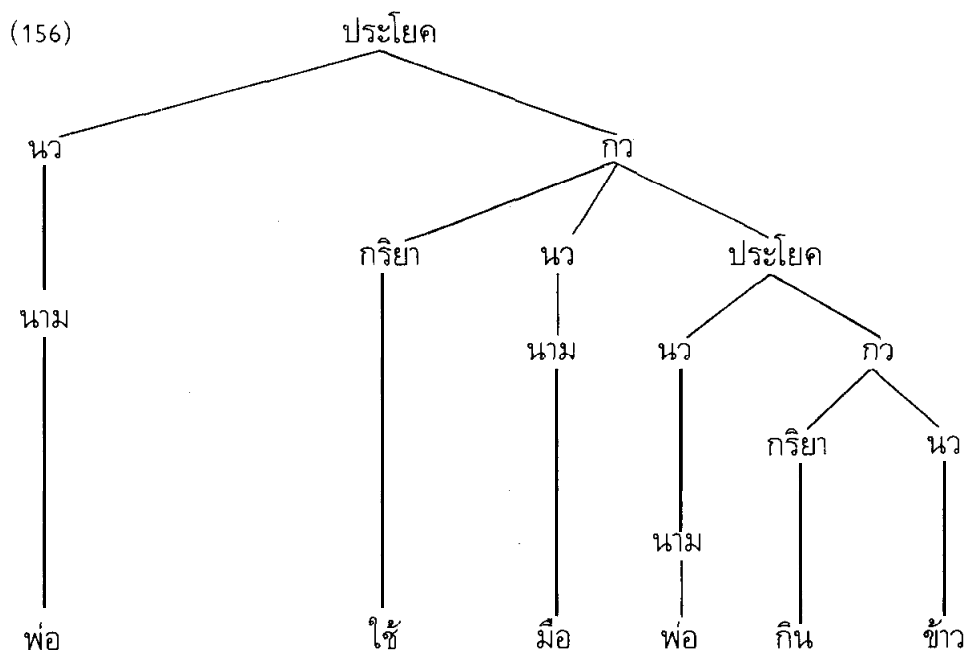 (156) ประโยค
นว กว
กริยา นว ประโยค
นาม
นาม นว กว
กริยา นว
นาม
พ่อ ใช้ มือ พ่อ กิน ข้าว